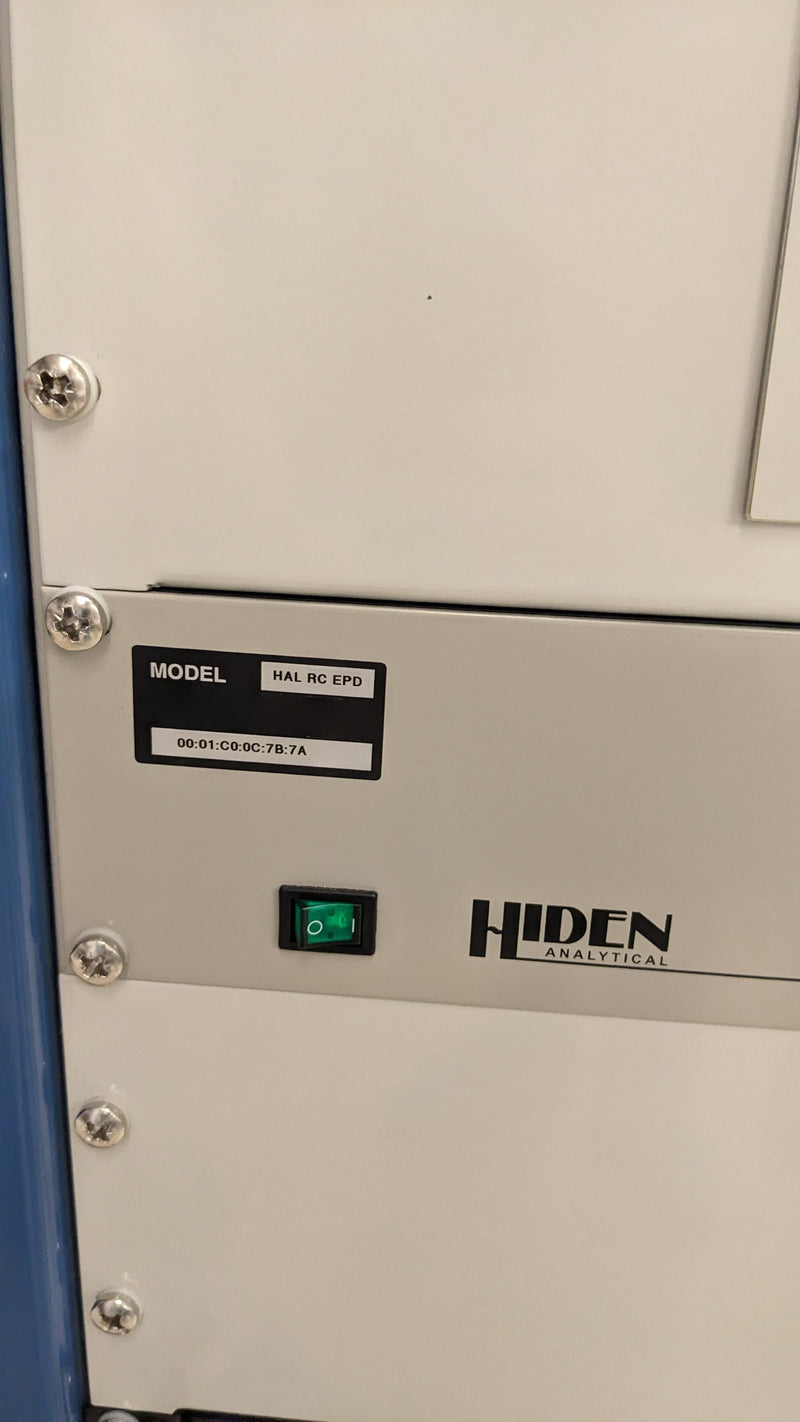 MODEL HAL RC EPD
00:01:C0:0C:7B:7A
HIDEN
ANALYTICAL